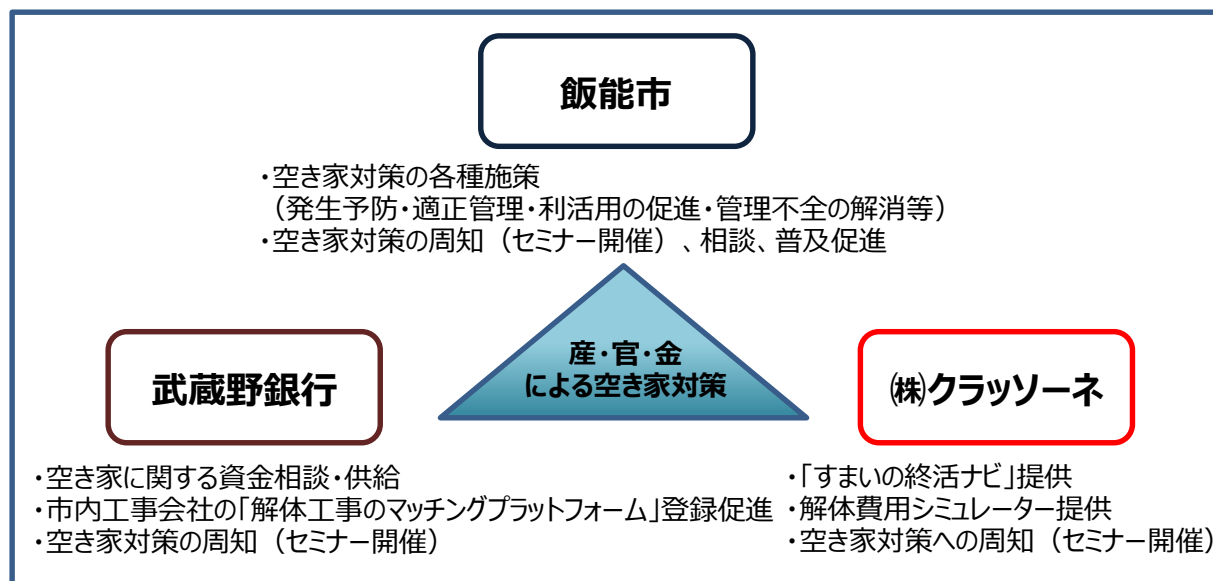 飯能市
・空き家対策の各種施策
（発生予防・適正管理・利活用の促進・管理不全の解消等）
・空き家対策の周知（セミナー開催）、相談、普及促進
産・官・金
による空き家対策
武蔵野銀行
・空き家に関する資金相談・供給
・市内工事会社の「解体工事のマッチングプラットフォーム」登録促進
・空き家対策の周知（セミナー開催）
㈱クラッソーネ
・「すまいの終活ナビ」提供
・解体費用シミュレーター提供
・空き家対策への周知（セミナー開催）